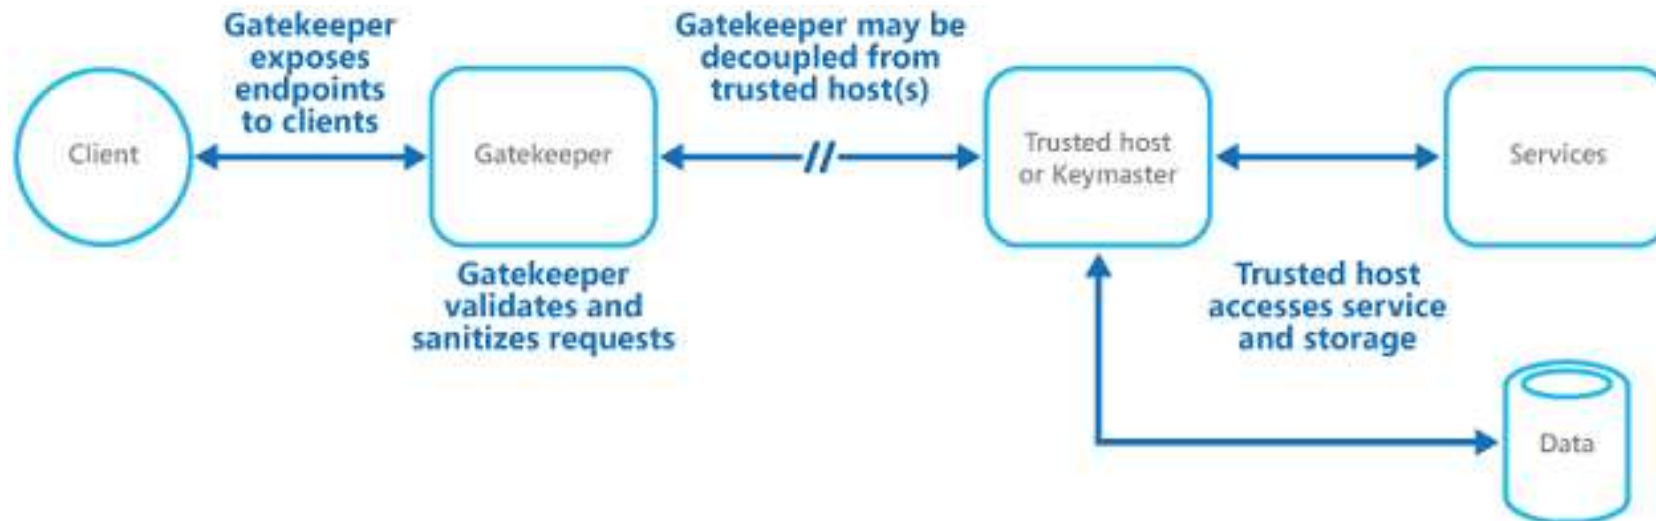 Gatekeeper
exposes
endpoints
to clients
Gatekeeper may be
decoupled from
trusted host(s)
Client
Gatekeeper
Trusted host
or Keymaster
Services
Gatekeeper
validates and
sanitizes requests
Trusted host
accesses service
and storage
Data